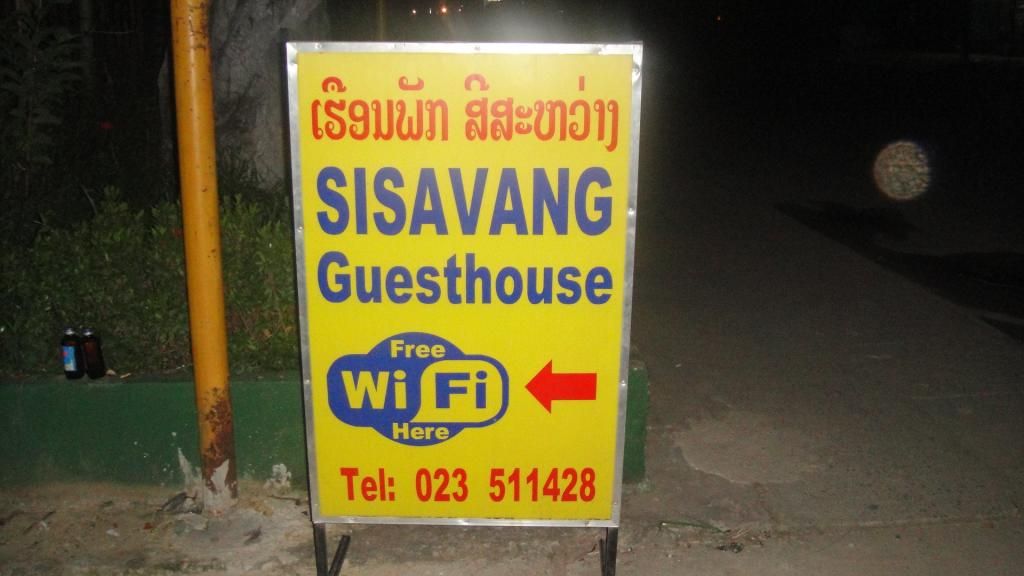 ເຮືອນພັກ ສີສະຫວ່າງ
SISAVANG
Guesthouse
Free
Wi Fi
Here
Tel: 023 511428